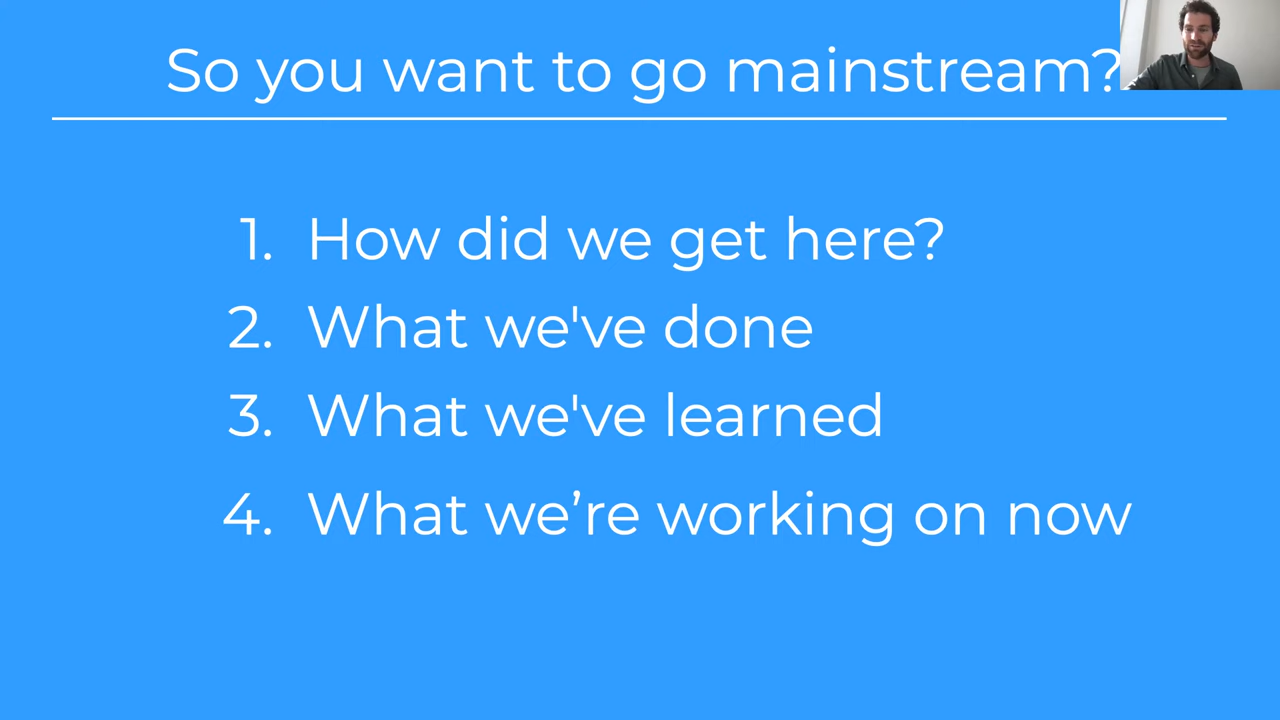 So you want to go mainstream?
1. How did we get here?
2. What we've done
3. What we've learned
4. What we’re working on now